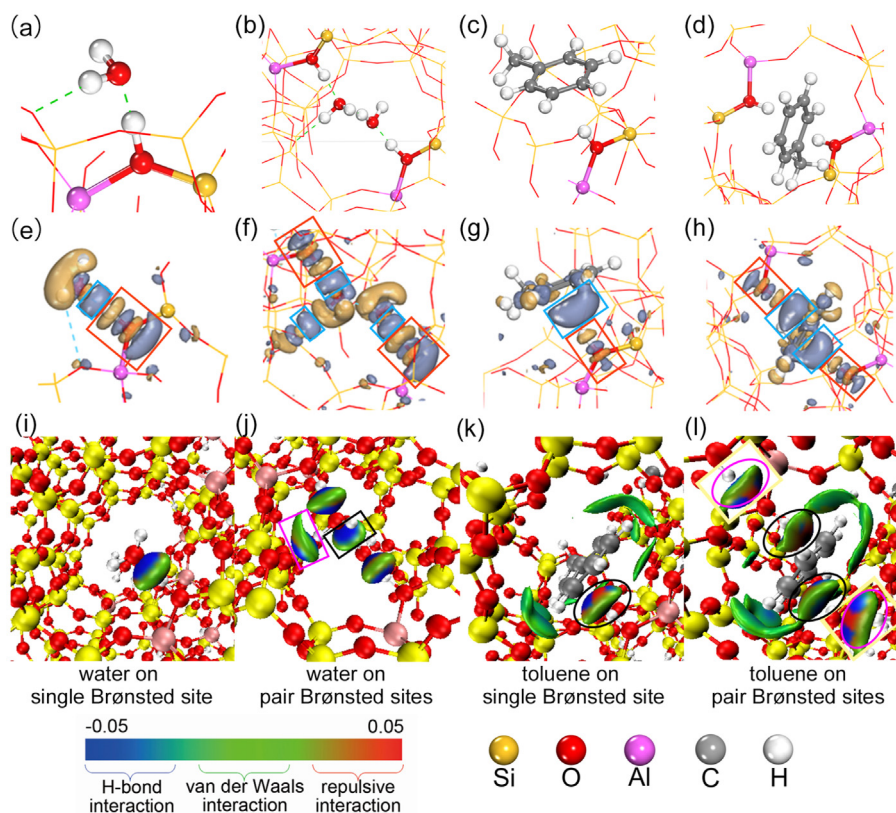 (a)
(b)
(c)
(d)
(e)
(f)
(g)
(h)
(i)
(j)
(k)
(l)
water on
single Brønsted site
water on
pair Brønsted sites
toluene on
single Brønsted site
toluene on
pair Brønsted sites
-0.05
0.05
H-bond
interaction
van der Waals
interaction
repulsive
interaction
Si
O
Al
C
H